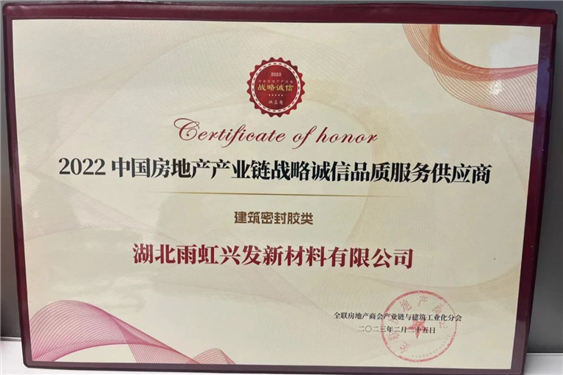 战略诚信
Certificate of honor
2022 中国房地产产业链战略诚信品质服务供应商
建筑密封胶类
湖北雨虹兴发新材料有限公司
全联房地产商会产业链与建筑工业化分会
二〇二三年二月二十五日